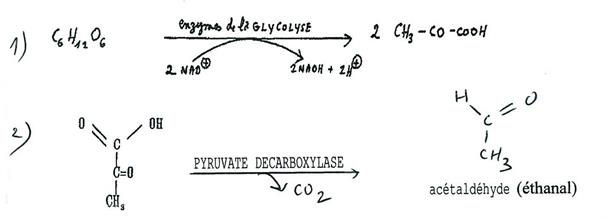 1) C6H12O6 enzymes de la GLYCOLYSE 2 CH3-CO-COOH
2 NAD⊕ 2NADH + 2H⊕
2) O OH C C=O CH3 PYRUVATE DECARBOXYLASE CO2 H O C CH3
acétaldéhyde (éthanal)